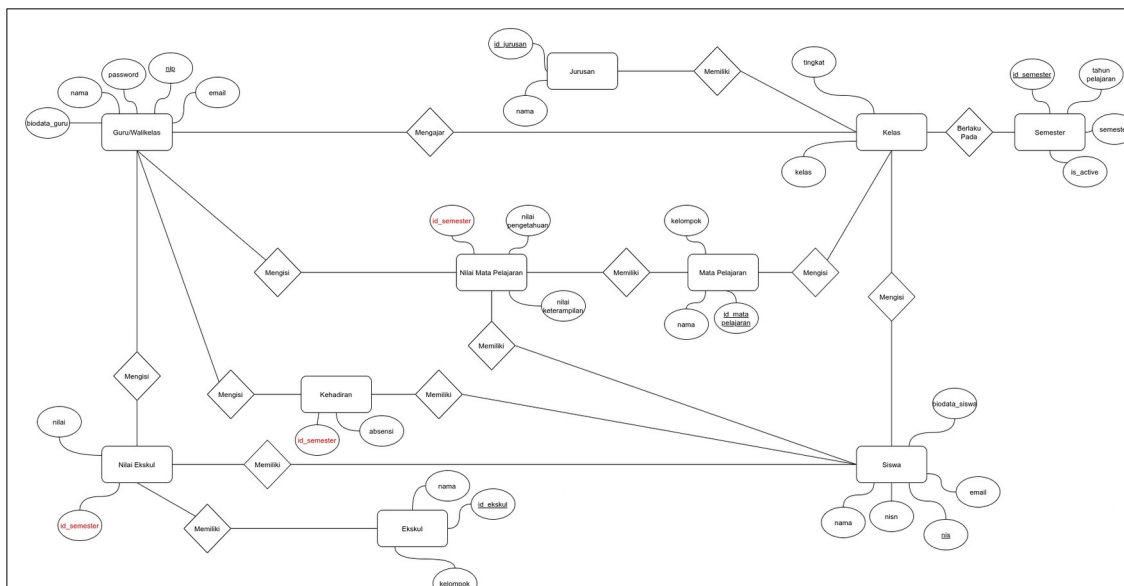 id_jurusan
Jurusan
Memiliki
nama
tingkat
id_semester
tahun
pelajaran
password
nip
nama
email
biodata_guru
Guru/Walikelas
Mengajar
Kelas
Berlaku
Pada
Semester
semester
kelas
is_active
id_semester
nilai
pengetahuan
kelompok
Mengisi
Nilai Mata Pelajaran
Memiliki
Mata Pelajaran
Mengisi
Mengisi
nilai
keterampilan
nama
id_mata
pelajaran
Memiliki
Mengisi
Mengisi
Kehadiran
Memiliki
biodata_siswa
nilai
id_semester
absensi
Nilai Ekskul
Memiliki
Siswa
nama
id_ekskul
email
id_semester
Memiliki
Ekskul
nama
nisn
nis
kelompok